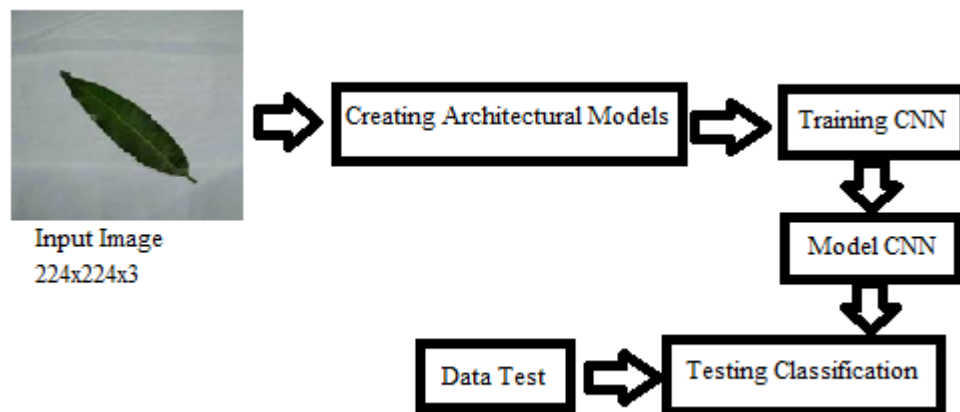 Input Image
224x224x3
Creating Architectural Models
Training CNN
Model CNN
Data Test
Testing Classification